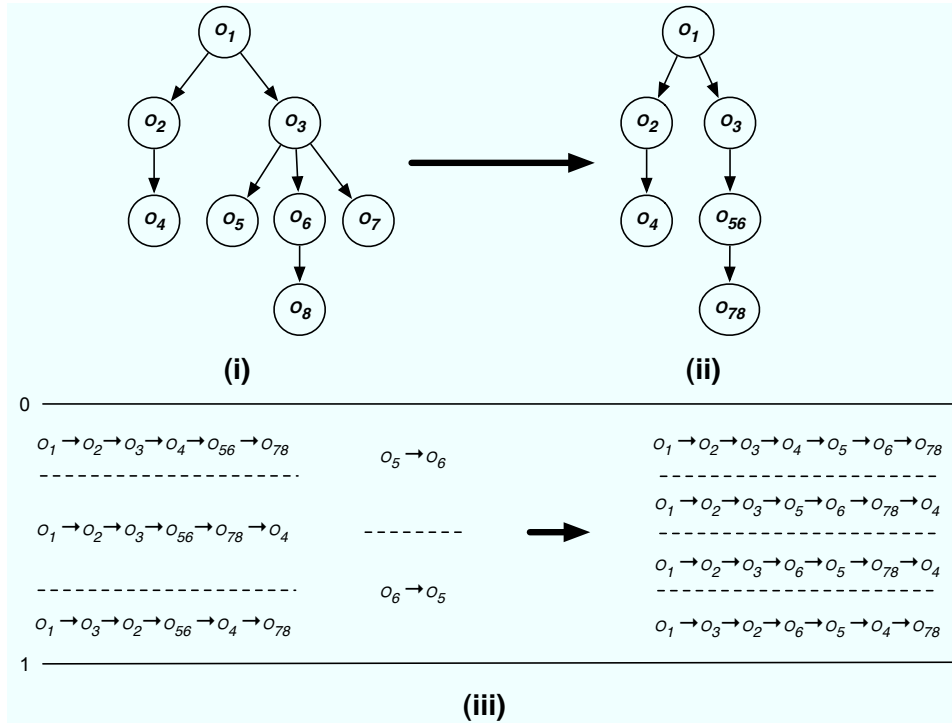 o1 o1
o2 o3 o2 o3
o4 o5 o6 o7 o4 o56
o8 o78
(i) (ii)
0
o1→o2→o3→o4→o56→o78 o5→o6 o1→o2→o3→o4→o5→o6→o78
o1→o2→o3→o56→o78→o4 o1→o2→o3→o5→o6→o78→o4
o1→o2→o3→o6→o5→o78→o4
o6→o5
o1→o3→o2→o56→o4→o78 o1→o3→o2→o6→o5→o4→o78
1
(iii)